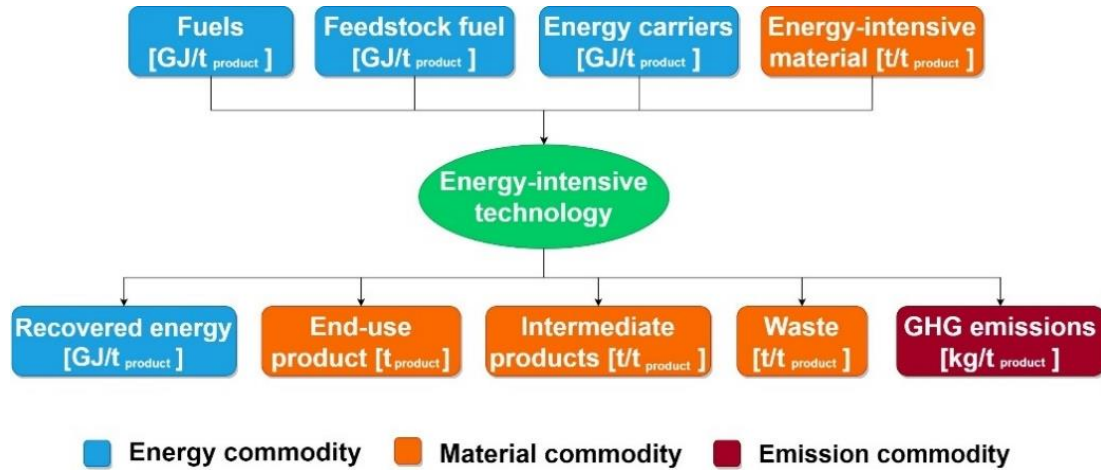 Fuels
[GJ/t product ]
Feedstock fuel
[GJ/t product ]
Energy carriers
[GJ/t product ]
Energy-intensive
material [t/t product ]
Energy-intensive
technology
Recovered energy
[GJ/t product ]
End-use
product [t product]
Intermediate
products [t/t product ]
Waste
[t/t product ]
GHG emissions
[kg/t product ]
Energy commodity
Material commodity
Emission commodity